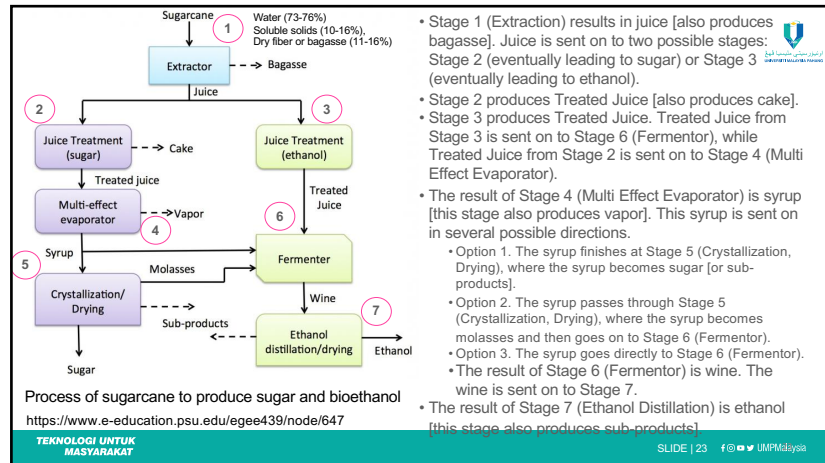 Sugarcane
1
Water (73-76%)
Soluble solids (10-16%),
Dry fiber or bagasse (11-16%)
Extractor
Bagasse
Juice
2
3
Juice Treatment
(sugar)
Cake
Juice Treatment
(ethanol)
Treated juice
Treated
Juice
Multi-effect
evaporator
Vapor
4
6
Syrup
5
Molasses
Fermenter
Crystallization/
Drying
Wine
7
Sub-products
Ethanol
distillation/drying
Ethanol
Sugar
Process of sugarcane to produce sugar and bioethanol
https://www.e-education.psu.edu/egee439/node/647
• Stage 1 (Extraction) results in juice [also produces
bagasse]. Juice is sent on to two possible stages:
Stage 2 (eventually leading to sugar) or Stage 3
(eventually leading to ethanol).
• Stage 2 produces Treated Juice [also produces cake].
• Stage 3 produces Treated Juice. Treated Juice from
Stage 3 is sent on to Stage 6 (Fermentor), while
Treated Juice from Stage 2 is sent on to Stage 4 (Multi
Effect Evaporator).
• The result of Stage 4 (Multi Effect Evaporator) is syrup
[this stage also produces vapor]. This syrup is sent on
in several possible directions.
• Option 1. The syrup finishes at Stage 5 (Crystallization,
Drying), where the syrup becomes sugar [or sub-
products].
• Option 2. The syrup passes through Stage 5
(Crystallization, Drying), where the syrup becomes
molasses and then goes on to Stage 6 (Fermentor).
• Option 3. The syrup goes directly to Stage 6 (Fermentor).
• The result of Stage 6 (Fermentor) is wine. The
wine is sent on to Stage 7.
• The result of Stage 7 (Ethanol Distillation) is ethanol
[this stage also produces sub-products].
UNIVERSITI MALAYSIA PAHANG
TEKNOLOGI UNTUK
MASYARAKAT
SLIDE | 23
UMPMalaysia